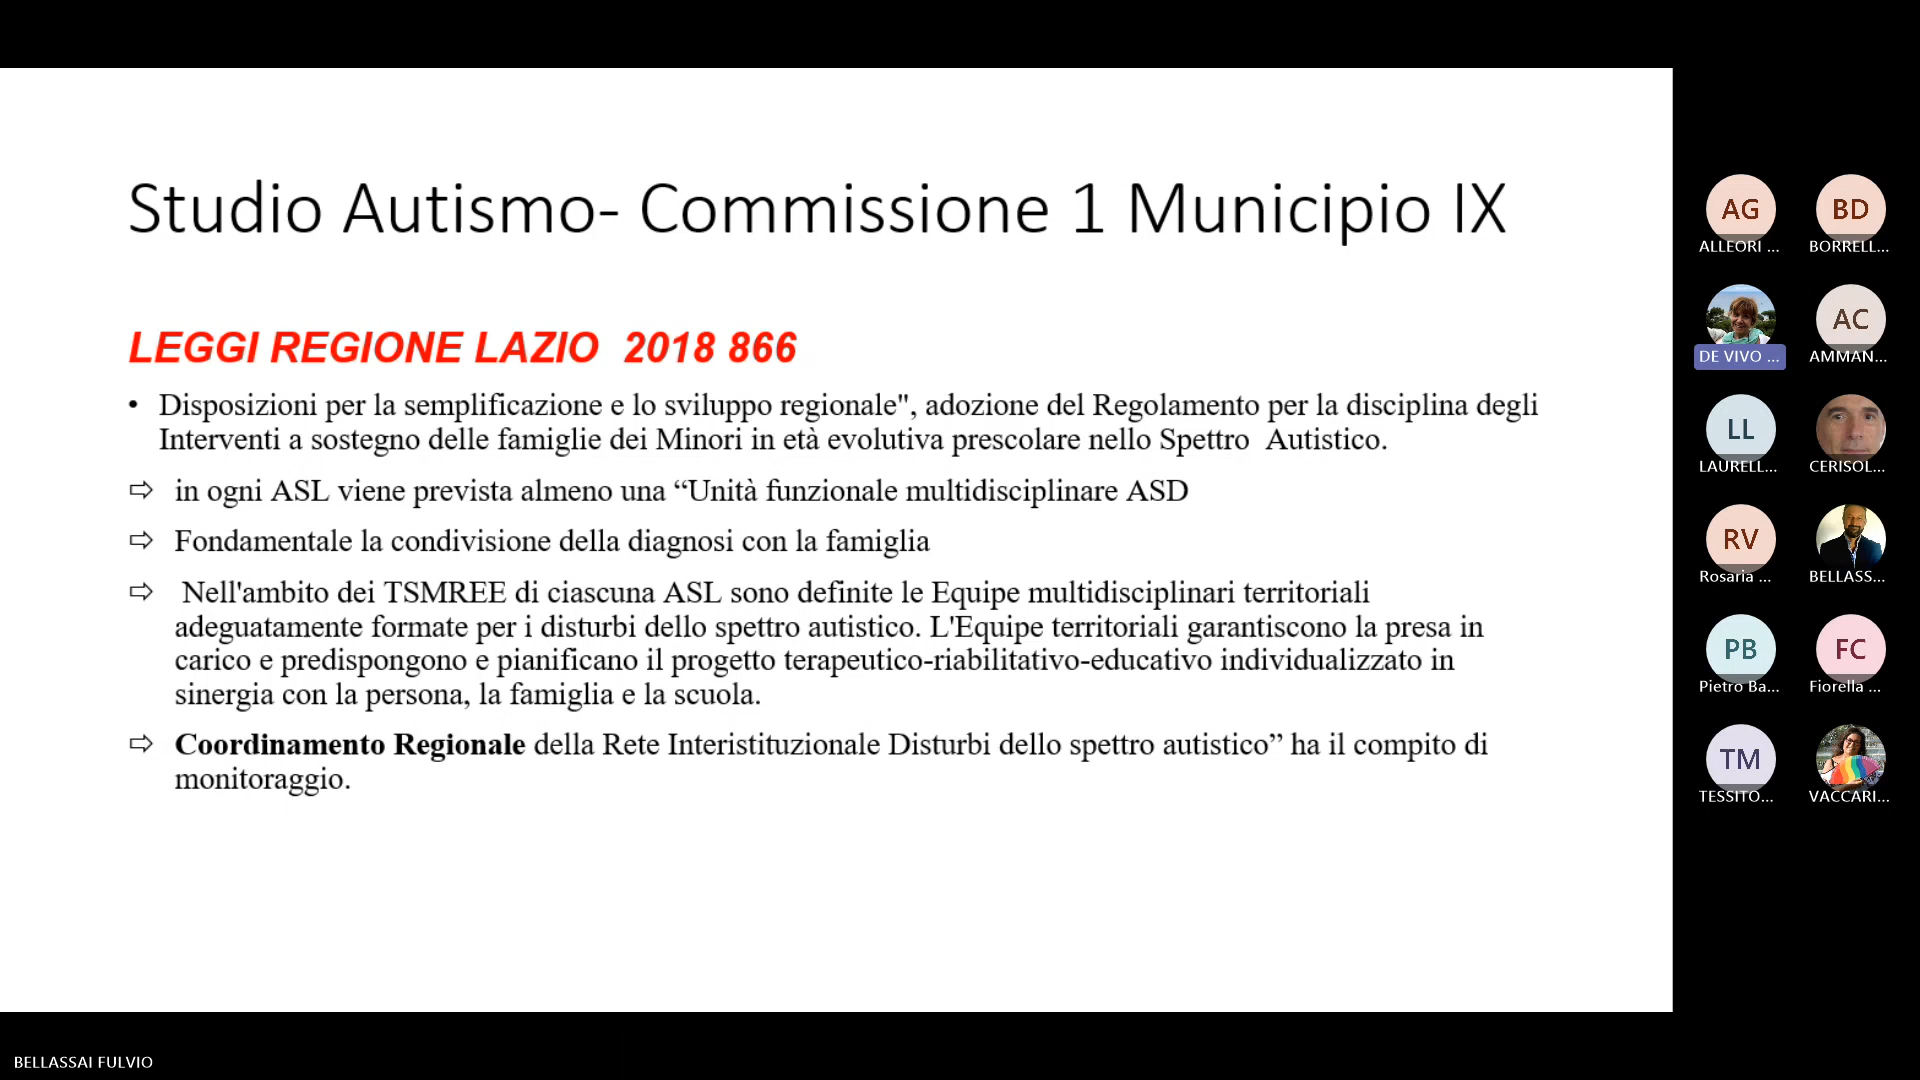 Studio Autismo- Commissione 1 Municipio IX
LEGGI REGIONE LAZIO 2018 866
• Disposizioni per la semplificazione e lo sviluppo regionale", adozione del Regolamento per la disciplina degli
Interventi a sostegno delle famiglie dei Minori in età evolutiva prescolare nello Spettro Autistico.
⇨ in ogni ASL viene prevista almeno una “Unità funzionale multidisciplinare ASD
⇨ Fondamentale la condivisione della diagnosi con la famiglia
⇨ Nell'ambito dei TSMREE di ciascuna ASL sono definite le Equipe multidisciplinari territoriali
adeguatamente formate per i disturbi dello spettro autistico. L'Equipe territoriali garantiscono la presa in
carico e predispongono e pianificano il progetto terapeutico-riabilitativo-educativo individualizzato in
sinergia con la persona, la famiglia e la scuola.
⇨ Coordinamento Regionale della Rete Interistituzionale Disturbi dello spettro autistico” ha il compito di
monitoraggio.
AG BD
ALLEORI ... BORRELL...
AC
DE VIVO ... AMMAN...
LL
LAURELL... CERISOL...
RV
Rosaria ... BELLASS...
PB FC
Pietro Ba... Fiorella ...
TM
TESSITO... VACCARI...
BELLASSAI FULVIO